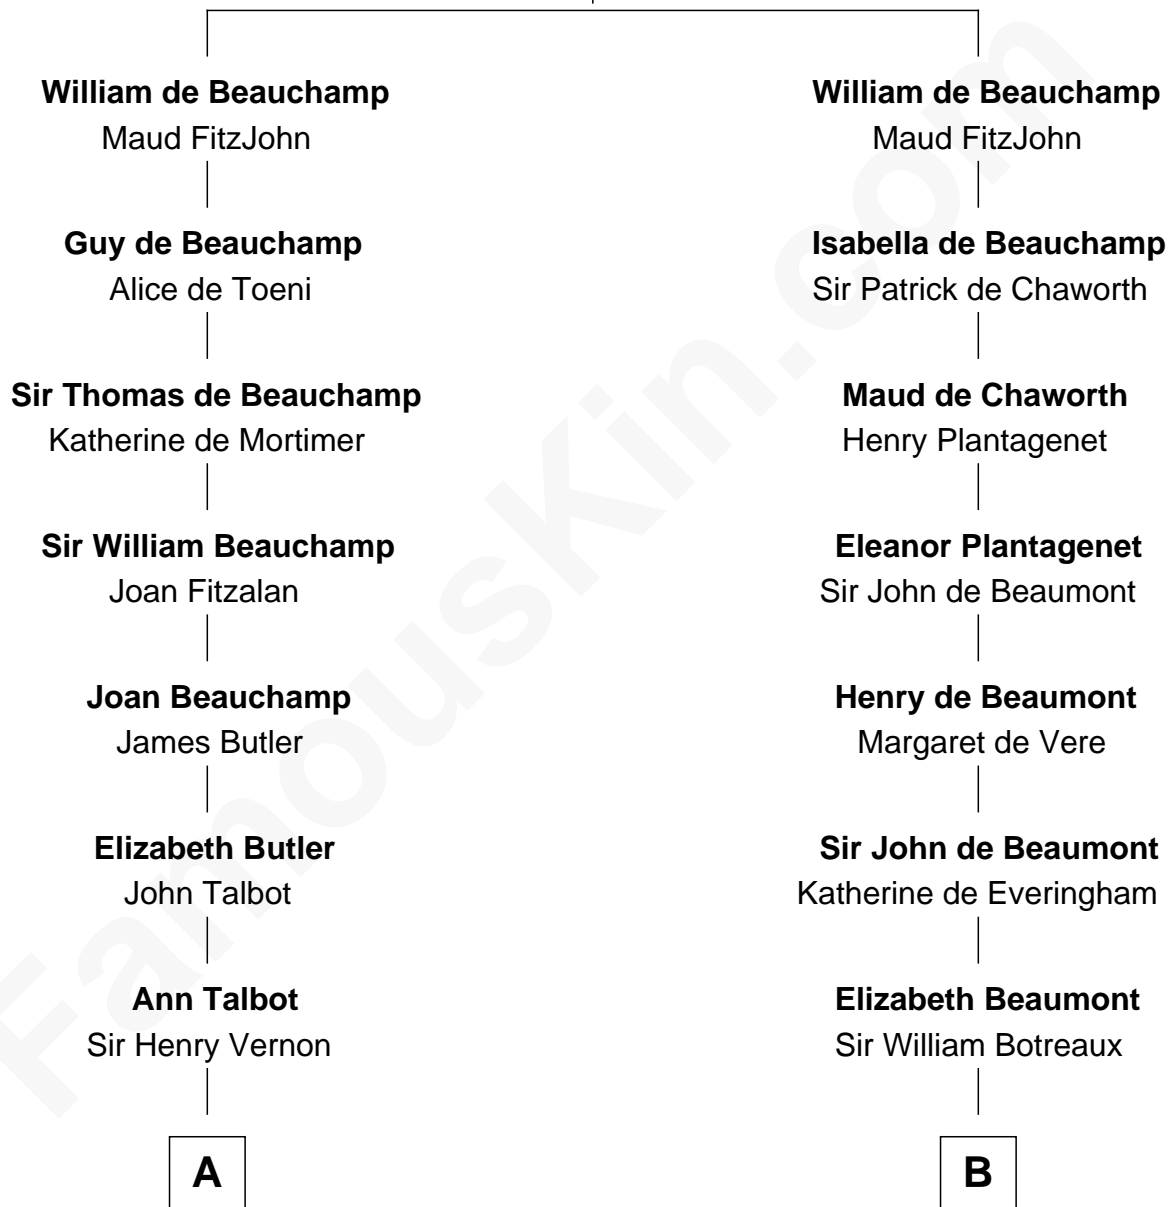 William de Beauchamp
Maud FitzJohn
Guy de Beauchamp
Alice de Toeni
Sir Thomas de Beauchamp
Katherine de Mortimer
Sir William Beauchamp
Joan Fitzalan
Joan Beauchamp
James Butler
Elizabeth Butler
John Talbot
Ann Talbot
Sir Henry Vernon
A
William de Beauchamp
Maud FitzJohn
Isabella de Beauchamp
Sir Patrick de Chaworth
Maud de Chaworth
Henry Plantagenet
Eleanor Plantagenet
Sir John de Beaumont
Henry de Beaumont
Margaret de Vere
Sir John de Beaumont
Katherine de Everingham
Elizabeth Beaumont
Sir William Botreaux
B
FamousKin.com